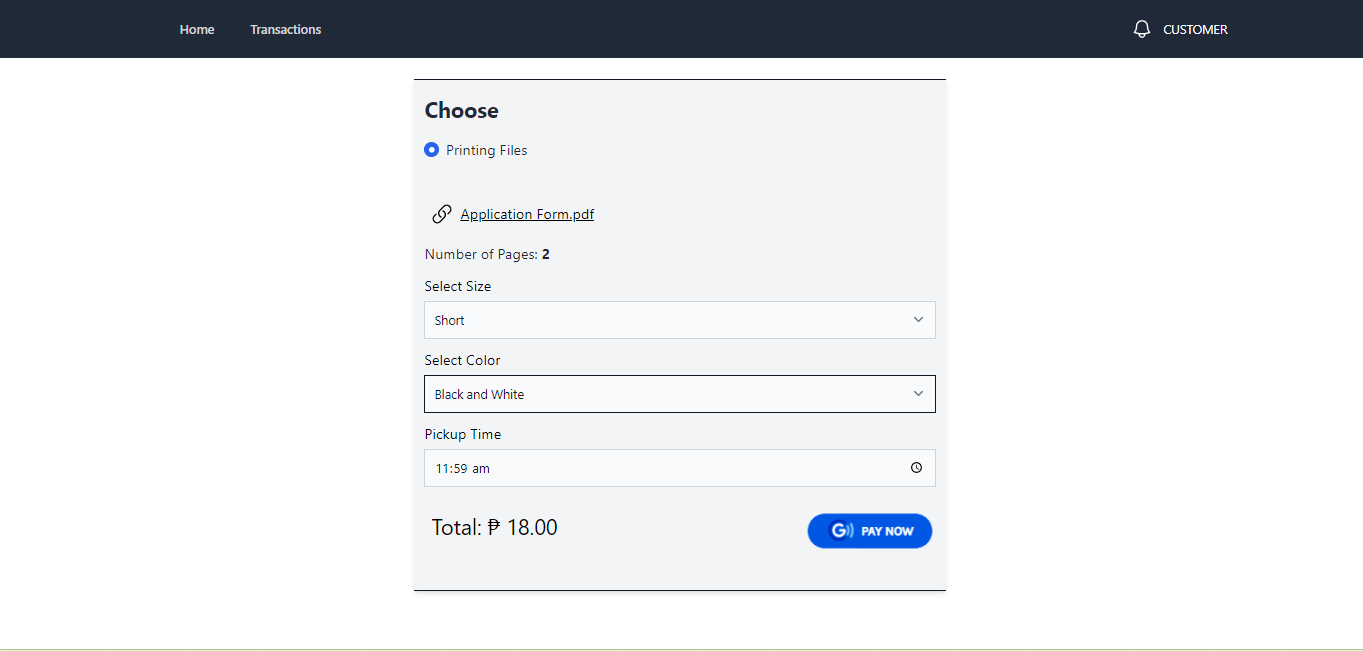 Home Transactions CUSTOMER
Choose
Printing Files
Application Form.pdf
Number of Pages: 2
Select Size
Short
Select Color
Black and White
Pickup Time
11:59 am
Total: ₱ 18.00
G PAY NOW